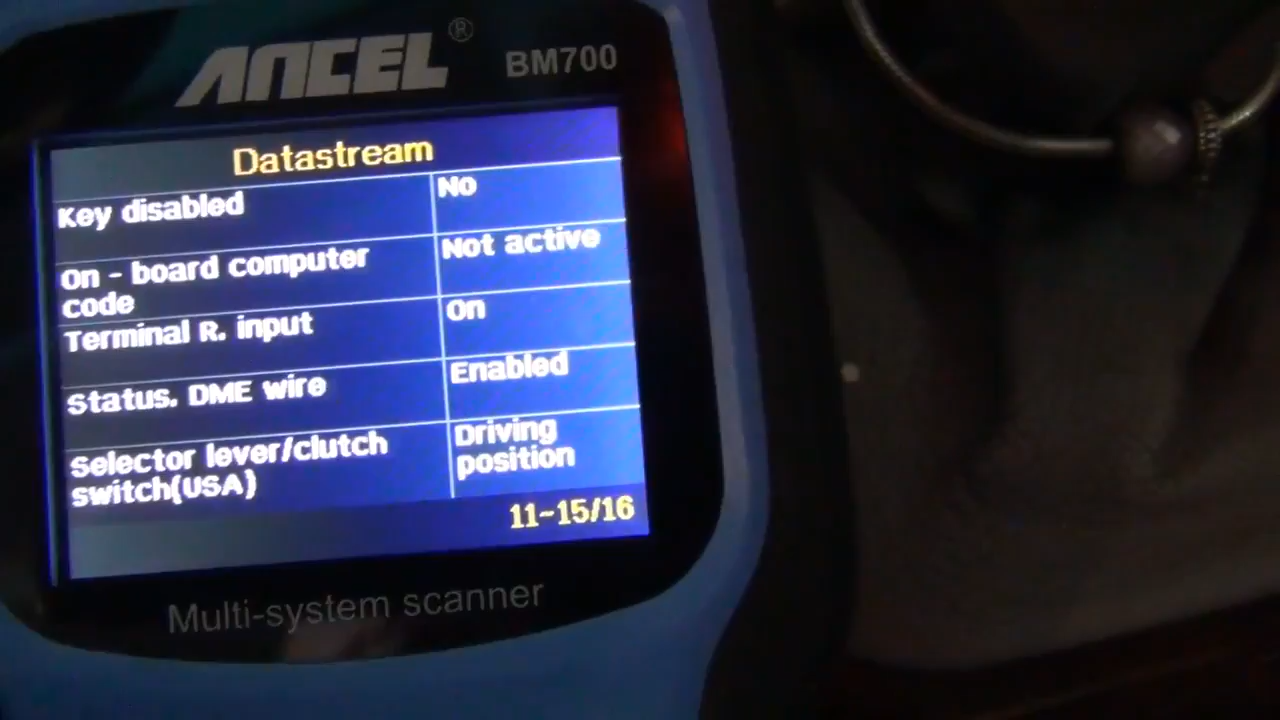 ANCEL ®
BM700
Datastream
Key disabled No
On - board computer Not active
code
Terminal R. input On
Status. DME wire Enabled
Selector lever/clutch Driving
switch(USA) position
11-15/16
Multi-system scanner